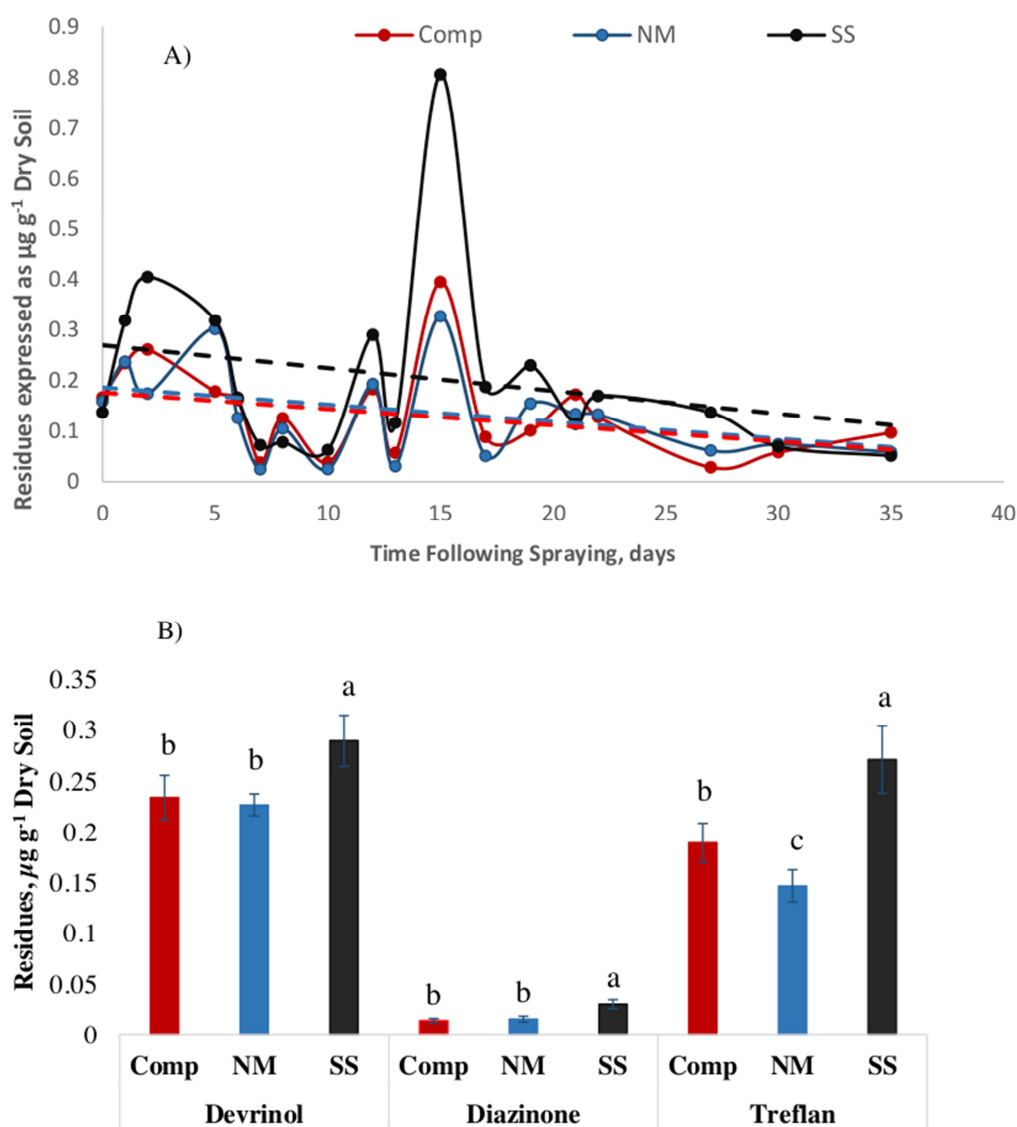 A)
Comp NM SS
0.9
0.8
0.7
0.6
0.5
0.4
0.3
0.2
0.1
0
Residues expressed as µg g⁻¹ Dry Soil
0 5 10 15 20 25 30 35 40
Time Following Spraying, days
B)
0.35
0.3
0.25
0.2
0.15
0.1
0.05
0
Residues, µg g⁻¹ Dry Soil
b b a b b a b c a
Comp NM SS Comp NM SS Comp NM SS
Devrinol Diazinone Treflan